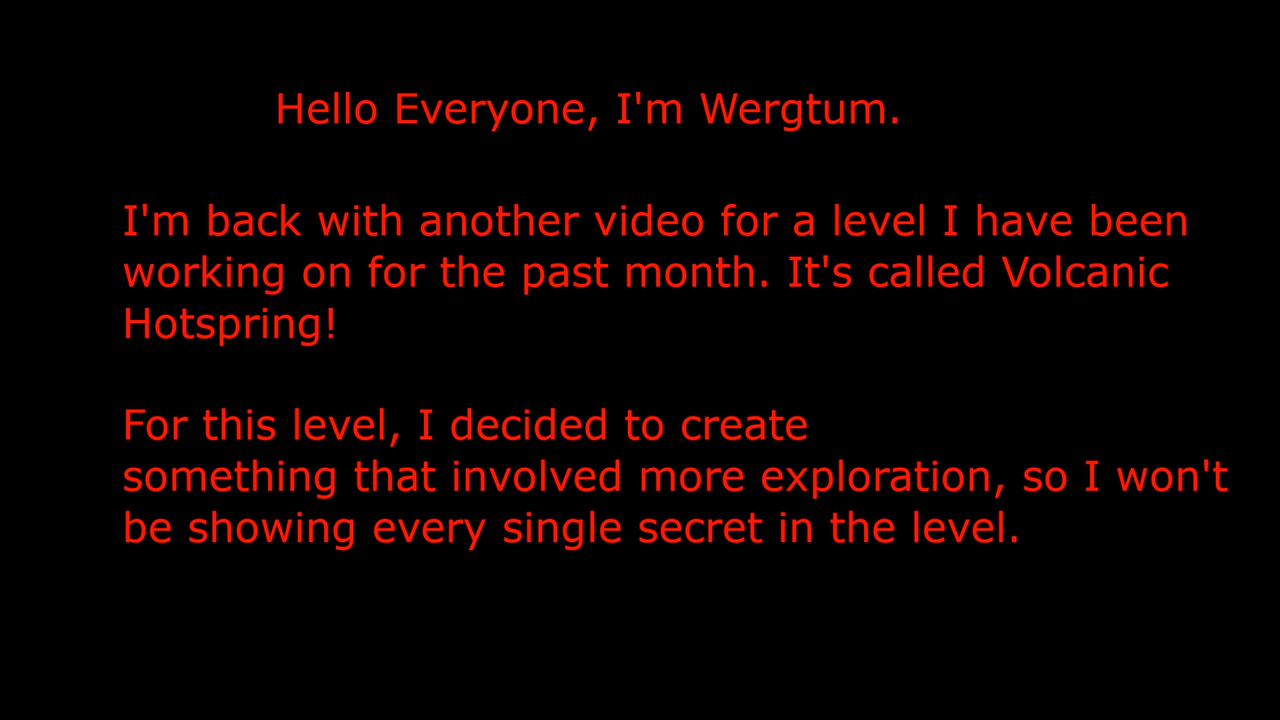 Hello Everyone, I'm Wergtum.
I'm back with another video for a level I have been
working on for the past month. It's called Volcanic
Hotspring!
For this level, I decided to create
something that involved more exploration, so I won't
be showing every single secret in the level.